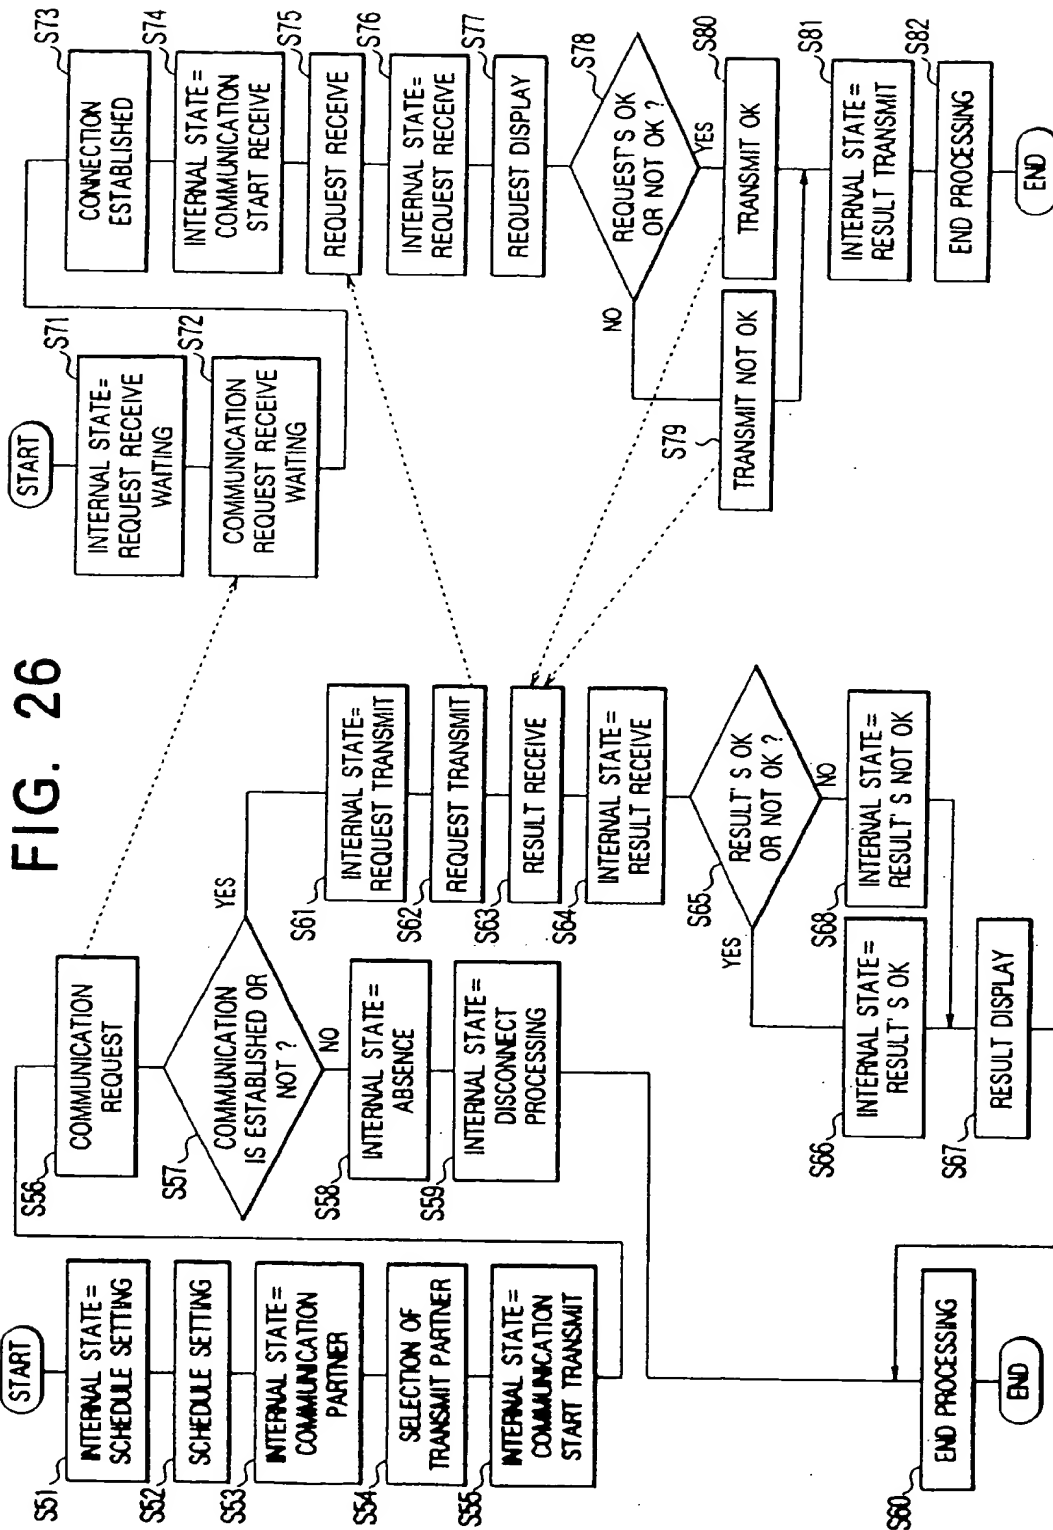 FIG. 26
START
S51
INTERNAL STATE=
SCHEDULE SETTING
S52
SCHEDULE SETTING
S53
INTERNAL STATE=
COMMUNICATION
PARTNER
S54
SELECTION OF
TRANSMIT PARTNER
S55
INTERNAL STATE=
COMMUNICATION
START TRANSMIT
S56
COMMUNICATION
REQUEST
S57
COMMUNICATION
IS ESTABLISHED OR
NOT ?
YES
NO
S58
INTERNAL STATE=
ABSENCE
S59
INTERNAL STATE=
DISCONNECT
PROCESSING
S60
END PROCESSING
END
S61
INTERNAL STATE=
REQUEST TRANSMIT
S62
REQUEST TRANSMIT
S63
RESULT RECEIVE
S64
INTERNAL STATE=
RESULT RECEIVE
S65
RESULT' S OK
OR NOT OK ?
YES
NO
S66
INTERNAL STATE=
RESULT' S OK
S68
INTERNAL STATE=
RESULT' S NOT OK
S67
RESULT DISPLAY
START
S71
INTERNAL STATE=
REQUEST RECEIVE
WAITING
S72
COMMUNICATION
REQUEST RECEIVE
WAITING
S73
CONNECTION
ESTABLISHED
S74
INTERNAL STATE=
COMMUNICATION
START RECEIVE
S75
REQUEST RECEIVE
S76
INTERNAL STATE=
REQUEST RECEIVE
S77
REQUEST DISPLAY
S78
REQUEST'S OK
OR NOT OK ?
NO
YES
S79
TRANSMIT NOT OK
S80
TRANSMIT OK
S81
INTERNAL STATE=
RESULT TRANSMIT
S82
END PROCESSING
END